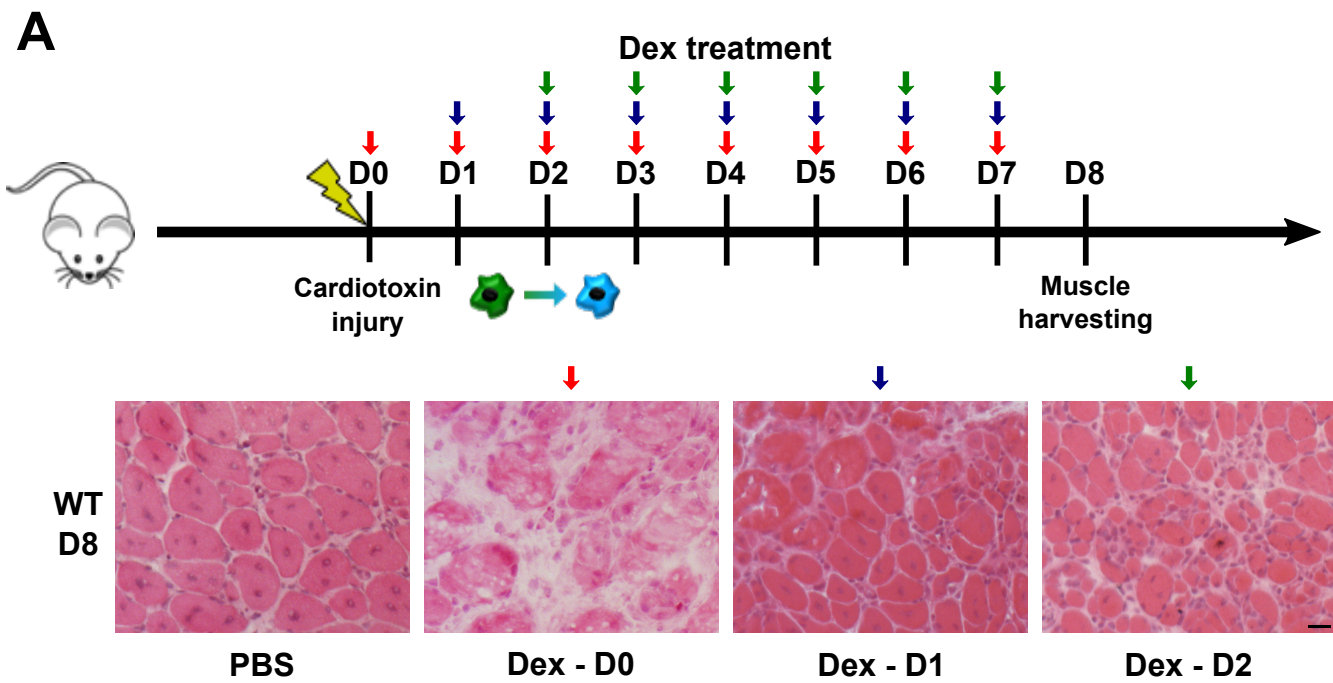 A
Dex treatment
D0 D1 D2 D3 D4 D5 D6 D7 D8
Cardiotoxin
injury
Muscle
harvesting
WT
D8
PBS
Dex - D0
Dex - D1
Dex - D2